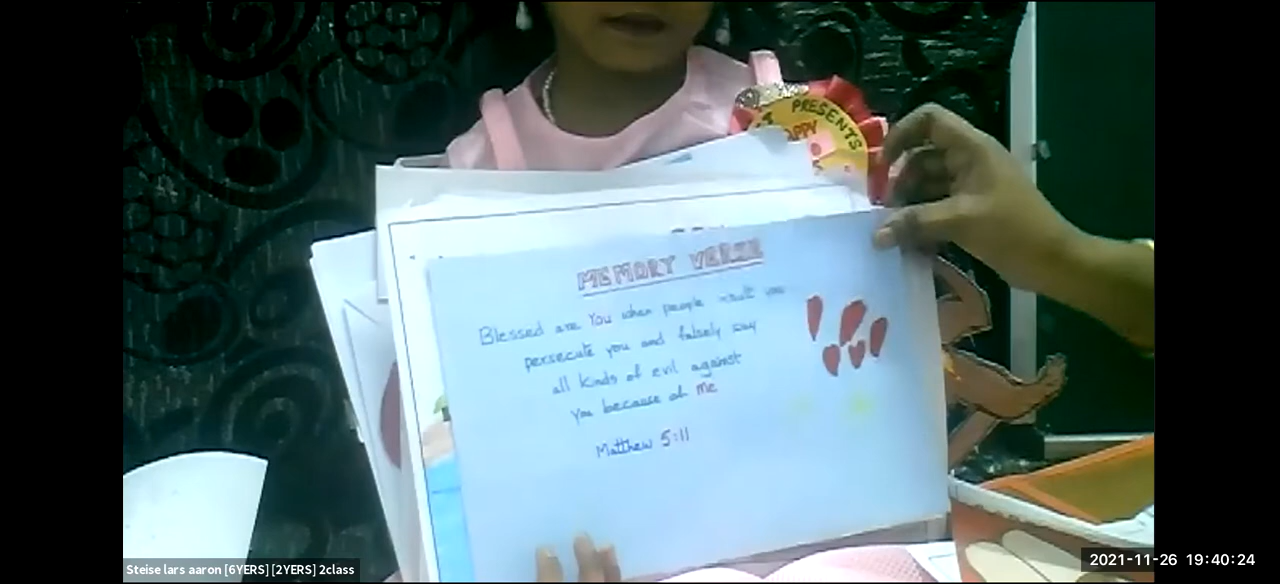 PRESENTS
MEMORY VERSE
Blessed are You when people insult you
persecute you and falsely say
all kinds of evil against
You because of me
Matthew 5:11
Steise lars aaron [6YERS] [2YERS] 2class
2021-11-26 19:40:24